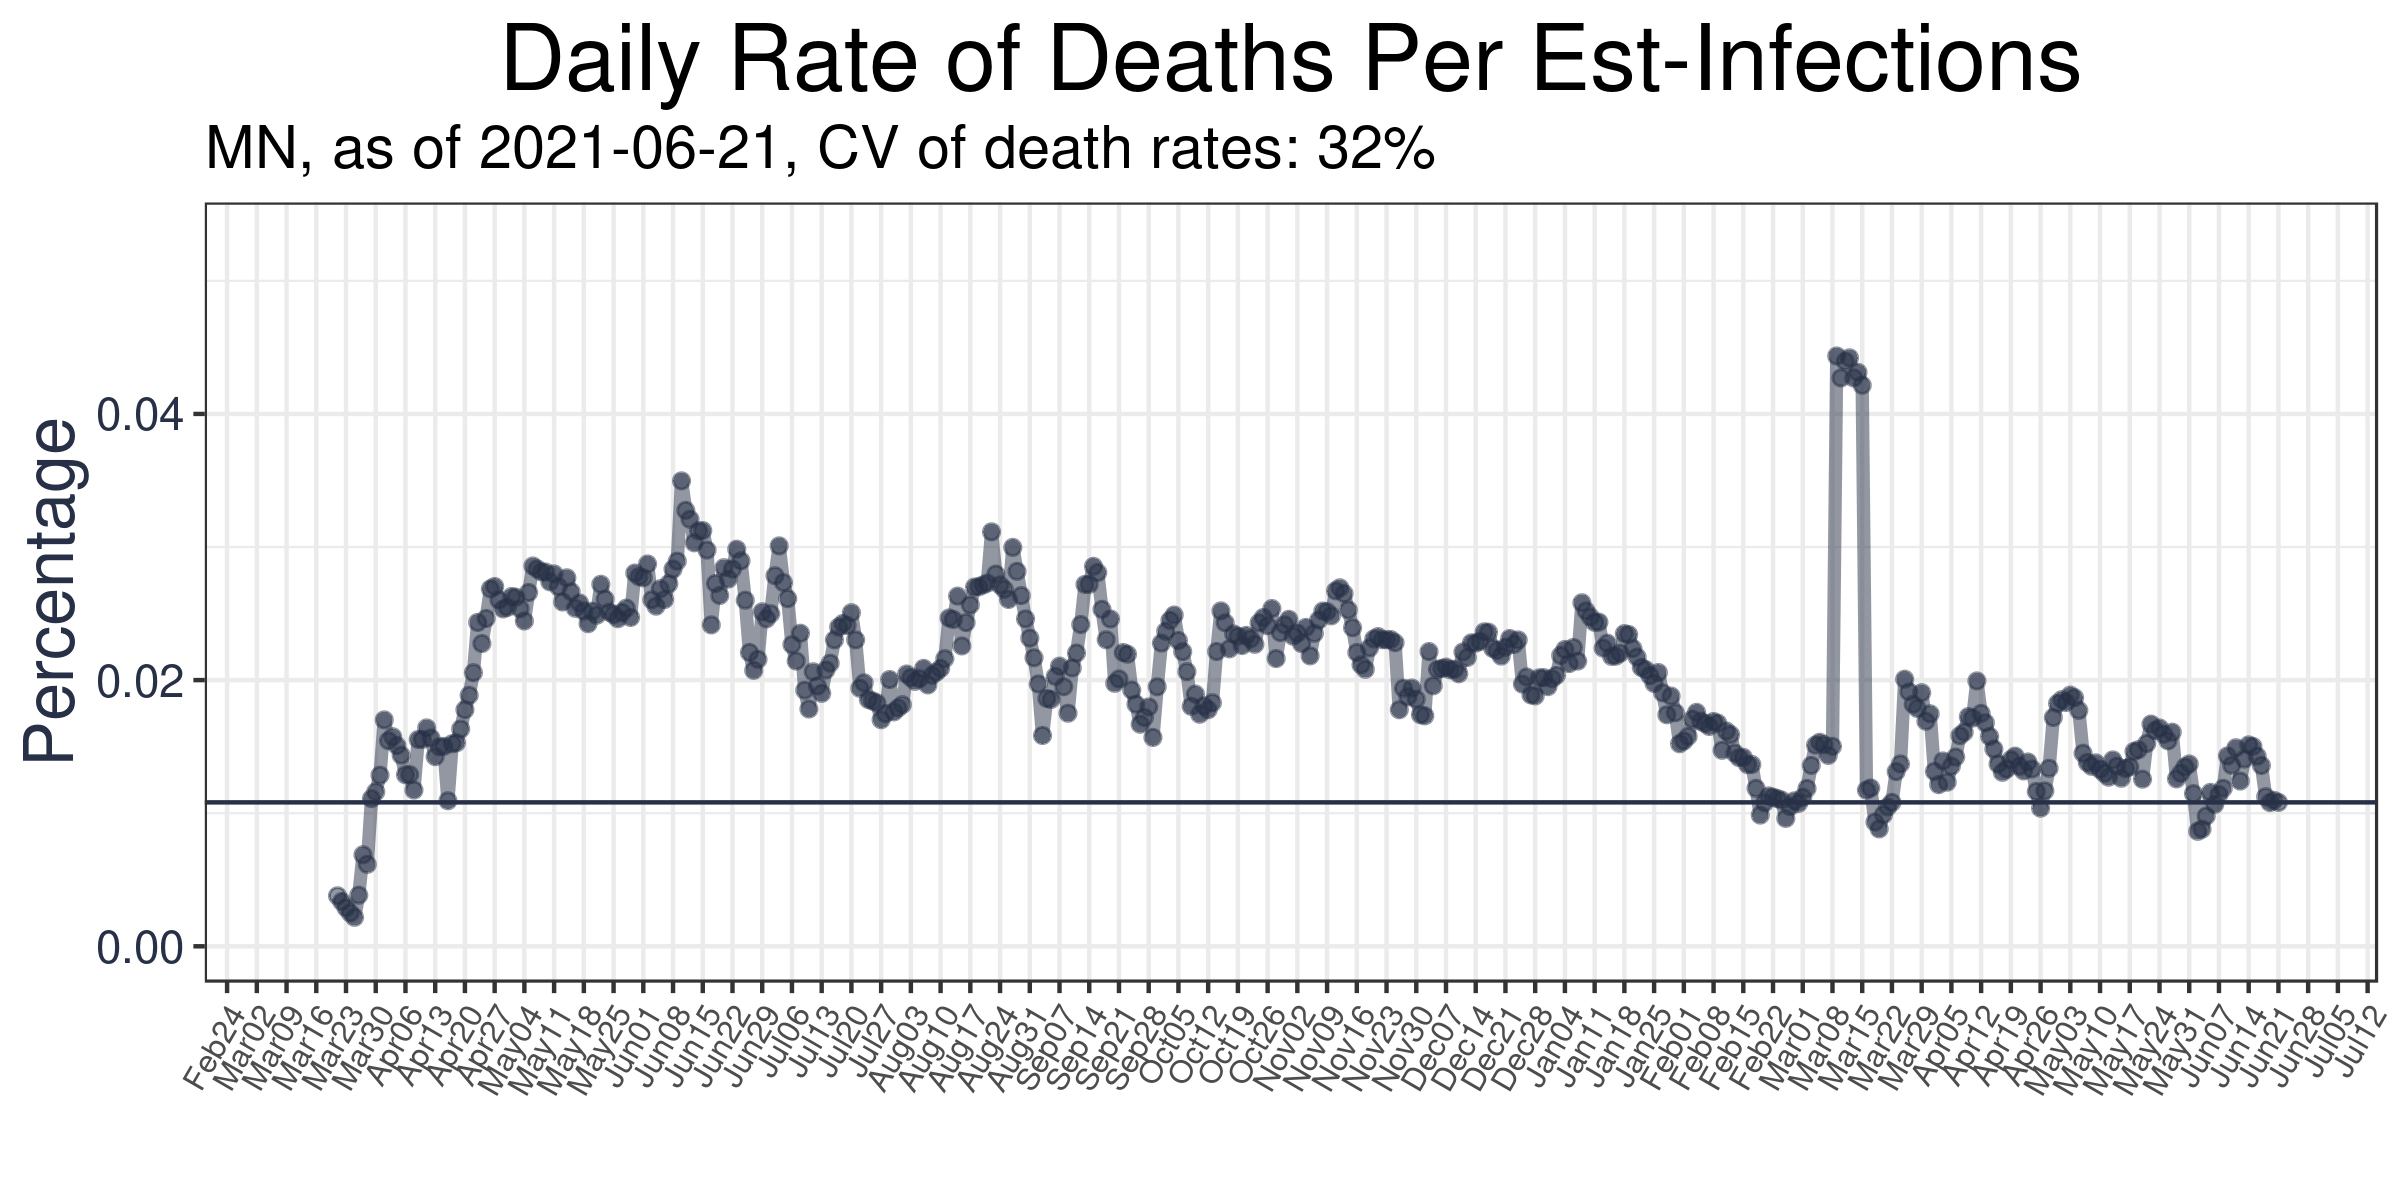 Daily Rate of Deaths Per Est-Infections
MN, as of 2021-06-21, CV of death rates: 32%
Percentage
0.04
0.02
0.00
Feb24
Mar02
Mar09
Mar16
Mar23
Mar30
Apr06
Apr13
Apr20
Apr27
May04
May11
May18
May25
Jun01
Jun08
Jun15
Jun22
Jun29
Jul06
Jul13
Jul20
Jul27
Aug03
Aug10
Aug17
Aug24
Aug31
Sep07
Sep14
Sep21
Sep28
Oct05
Oct12
Oct19
Oct26
Nov02
Nov09
Nov16
Nov23
Nov30
Dec07
Dec14
Dec21
Dec28
Jan04
Jan11
Jan18
Jan25
Feb01
Feb08
Feb15
Feb22
Mar01
Mar08
Mar15
Mar22
Mar29
Apr05
Apr12
Apr19
Apr26
May03
May10
May17
May24
May31
Jun07
Jun14
Jun21
Jun28
Jul05
Jul12